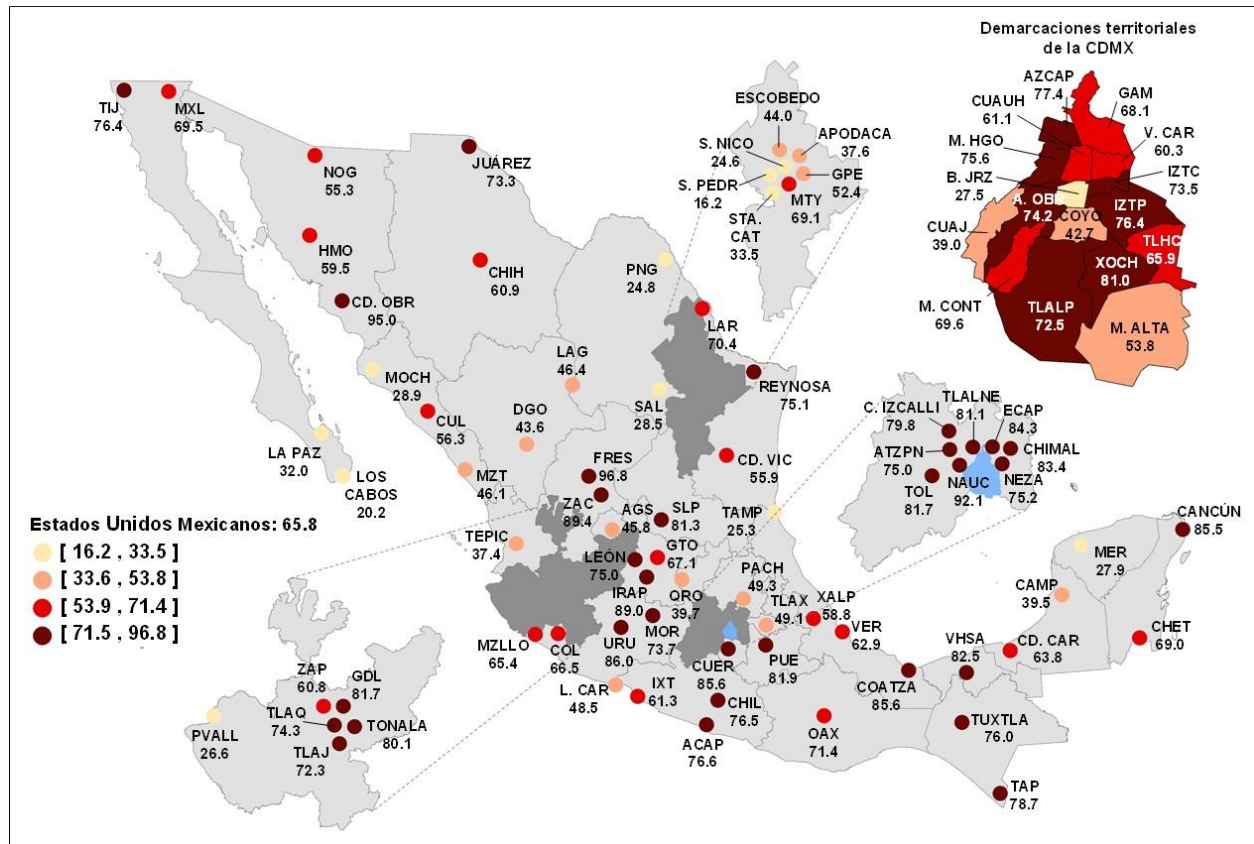 Demarcaciones territoriales
de la CDMX
AZCAP
77.4
GAM
68.1
CUAUH
61.1
V. CAR
60.3
M. HGO
75.6
IZTC
73.5
B. JRZ
27.5
A. OBR
74.2
IZTP
76.4
COYO
42.7
CUAJ
39.0
TLHC
65.9
XOCH
81.0
M. CONT
69.6
TLALP
72.5
M. ALTA
53.8
ESCOBEDO
44.0
APODACA
37.6
S. NICO
24.6
S. PEDR
16.2
GPE
52.4
MTY
69.1
STA.
CAT
33.5
TIJ
76.4
MXL
69.5
NOG
55.3
JUÁREZ
73.3
HMO
59.5
CHIH
60.9
PNG
24.8
CD. OBR
95.0
LAR
70.4
LAG
46.4
MOCH
28.9
REYNOSA
75.1
SAL
28.5
CUL
56.3
DGO
43.6
LA PAZ
32.0
LOS
CABOS
20.2
MZT
46.1
FRES
96.8
CD. VIC
55.9
ZAC
89.4
AGS
45.8
SLP
81.3
TAMP
25.3
TEPIC
37.4
LEÓN
75.0
GTO
67.1
IRAP
89.0
QRO
39.7
PACH
49.3
TLAX
49.1
XALP
58.8
VER
62.9
MZLLO
65.4
COL
66.5
URU
86.0
MOR
73.7
CUER
85.6
PUE
81.9
L. CAR
48.5
IXT
61.3
CHIL
76.5
ACAP
76.6
OAX
71.4
COATZA
85.6
VHSA
82.5
CD. CAR
63.8
CHET
69.0
TUXTLA
76.0
TAP
78.7
CANCÚN
85.5
MER
27.9
CAMP
39.5
C. IZCALLI
79.8
TLALNE
81.1
ECAP
84.3
ATZPN
75.0
CHIMAL
83.4
NEZA
75.2
NAUC
92.1
TOL
81.7
Estados Unidos Mexicanos: 65.8
[ 16.2 , 33.5 ]
[ 33.6 , 53.8 ]
[ 53.9 , 71.4 ]
[ 71.5 , 96.8 ]
ZAP
60.8
GDL
81.7
TLAQ
74.3
TONALA
80.1
PVALL
26.6
TLAJ
72.3